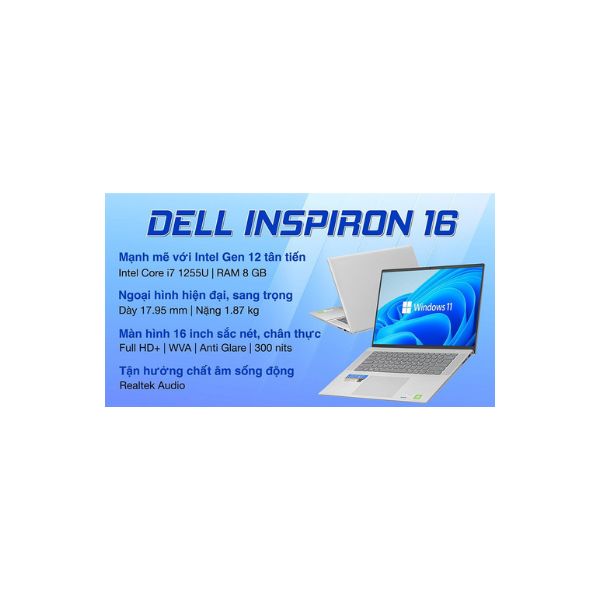 DELL INSPIRON 16
Mạnh mẽ với Intel Gen 12 tân tiến
Intel Core i7 1255U | RAM 8 GB
Ngoại hình hiện đại, sang trọng
Dày 17.95 mm | Nặng 1.87 kg
Màn hình 16 inch sắc nét, chân thực
Full HD+ | WVA | Anti Glare | 300 nits
Tận hưởng chất âm sống động
Realtek Audio
Windows 11